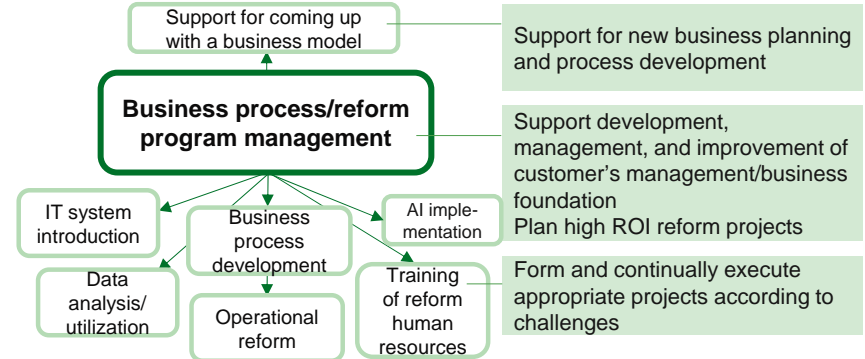 Support for coming up
with a business model
Support for new business planning
and process development
Business process/reform
program management
Support development,
management, and improvement of
customer's management/business
foundation
Plan high ROI reform projects
IT system
introduction
Business
process
development
AI imple-
mentation
Data
analysis/
utilization
Operational
reform
Training
of reform
human
resources
Form and continually execute
appropriate projects according to
challenges